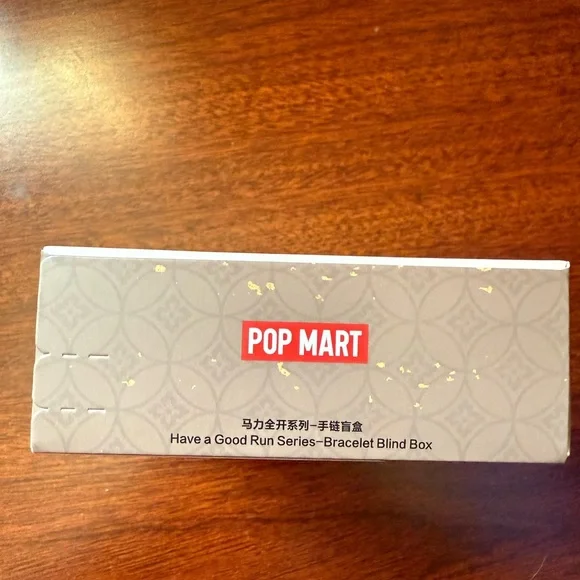 POP MART
马力全开系列-手链盲盒
Have a Good Run Series-Bracelet Blind Box